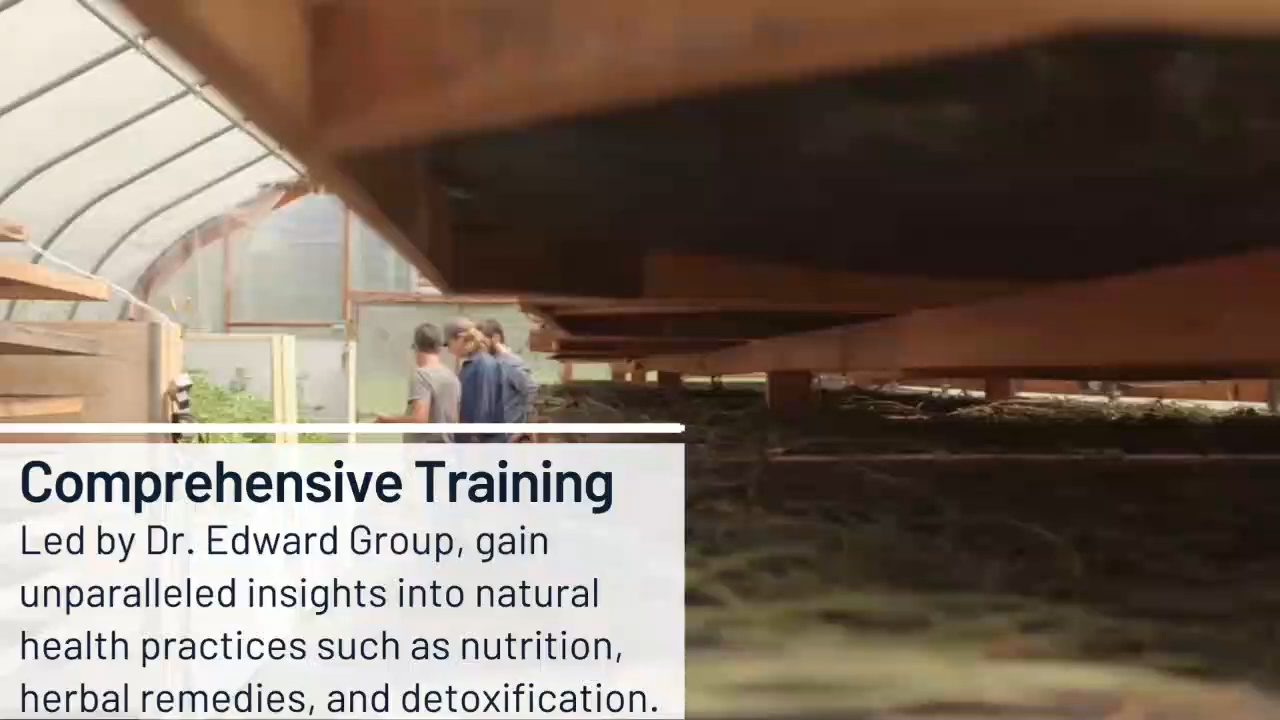 Comprehensive Training
Led by Dr. Edward Group, gain
unparalleled insights into natural
health practices such as nutrition,
herbal remedies, and detoxification.